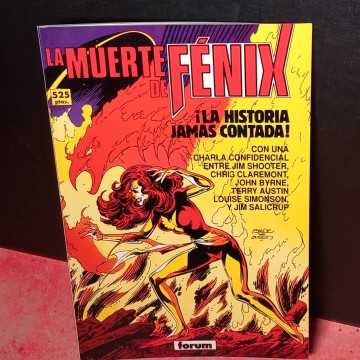 LA MUERTE
DE FÉNIX
525
ptas.
¡LA HISTORIA
JAMAS CONTADA!
CON UNA
CHARLA CONFIDENCIAL
ENTRE JIM SHOOTER,
CHRIS CLAREMONT,
JOHN BYRNE,
TERRY AUSTIN
LOUISE SIMONSON,
Y JIM SALICRUP
forum